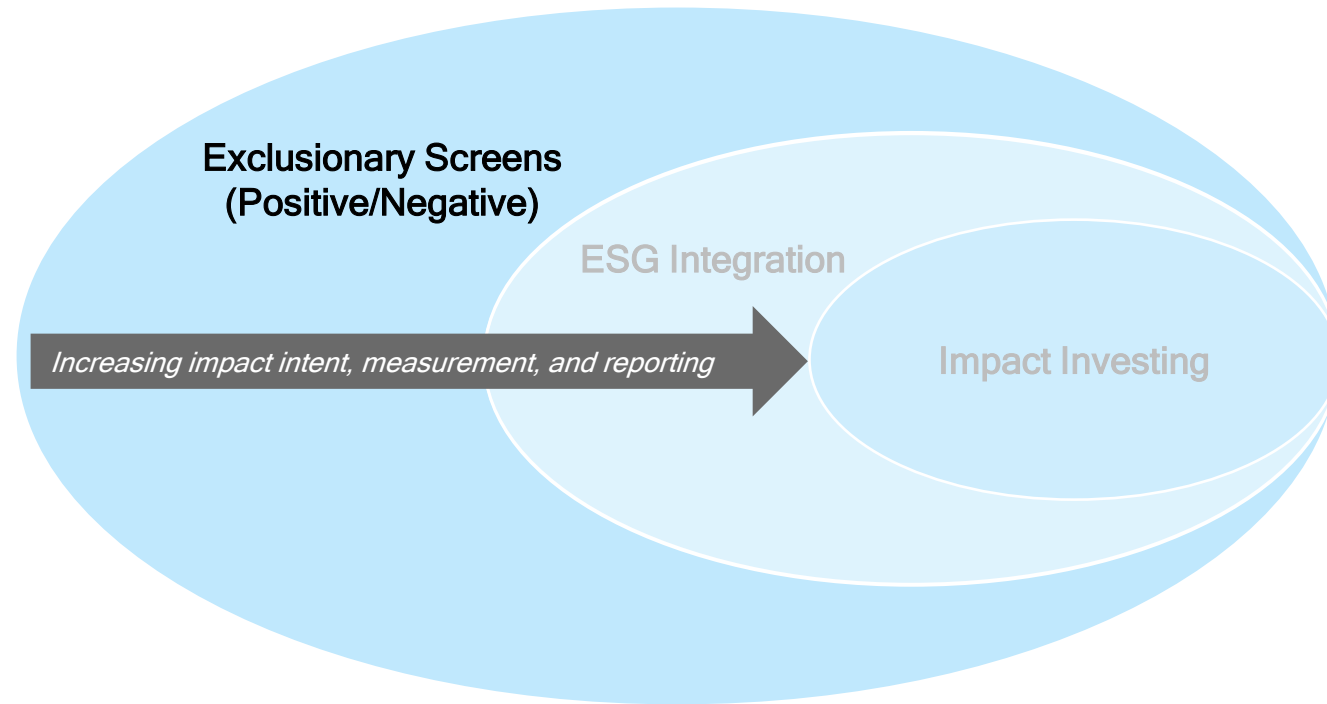 Exclusionary Screens
(Positive/Negative)
ESG Integration
Increasing impact intent, measurement, and reporting
Impact Investing